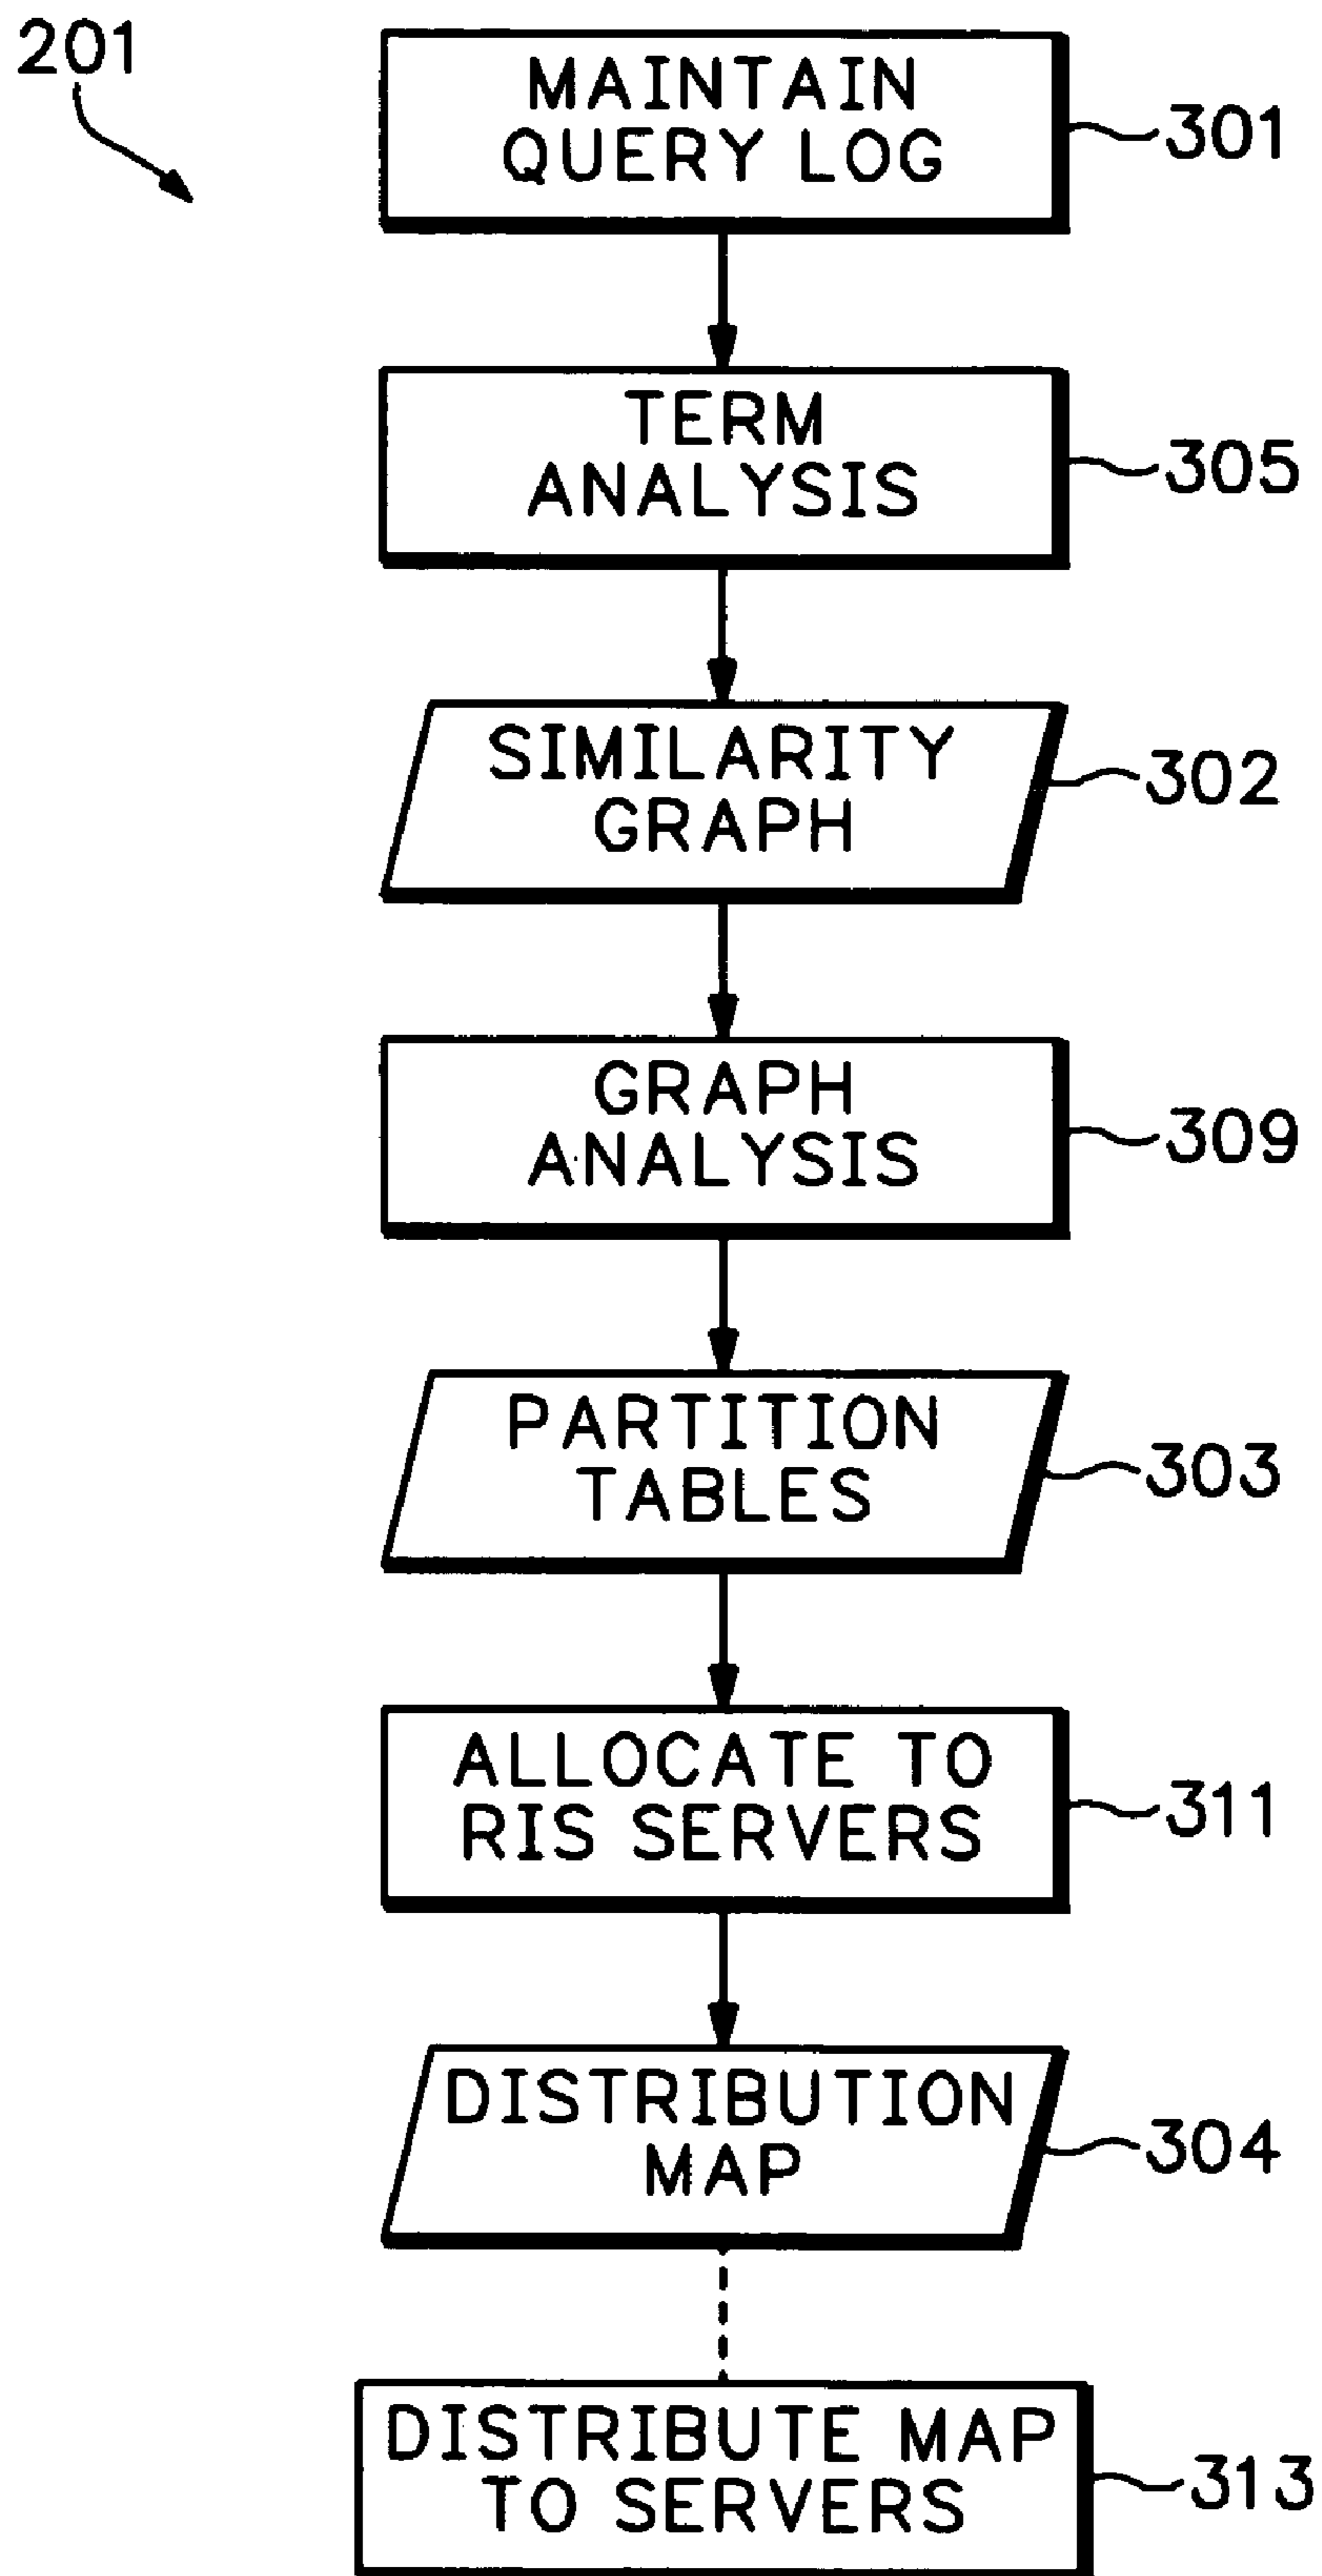 201
MAINTAIN
QUERY LOG
301
TERM
ANALYSIS
305
SIMILARITY
GRAPH
302
GRAPH
ANALYSIS
309
PARTITION
TABLES
303
ALLOCATE TO
RIS SERVERS
311
DISTRIBUTION
MAP
304
DISTRIBUTE MAP
TO SERVERS
313